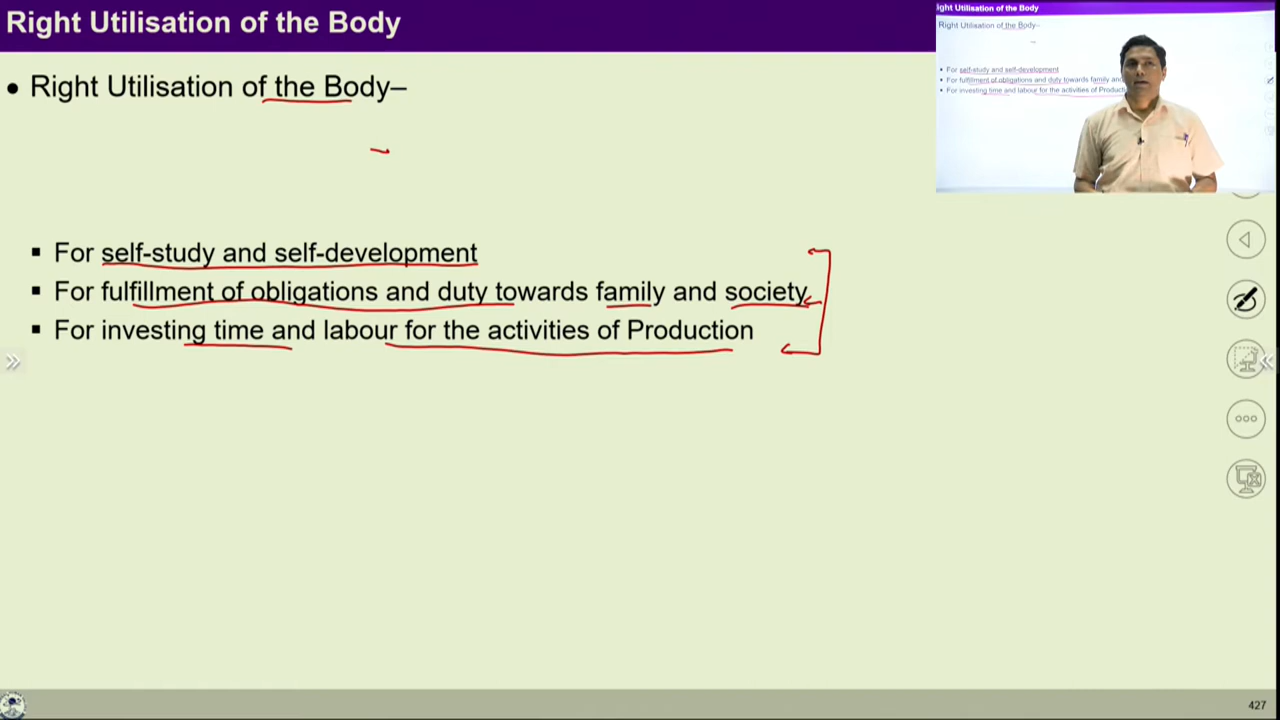 Right Utilisation of the Body
• Right Utilisation of the Body–
▪ For self-study and self-development
▪ For fulfillment of obligations and duty towards family and society
▪ For investing time and labour for the activities of Production
ight Utilisation of the Body
Right Utilisation of the Body–
• For self-study and self-development
• For fulfillment of obligations and duty towards family and
• For investing time and labour for the activities of Producti
427